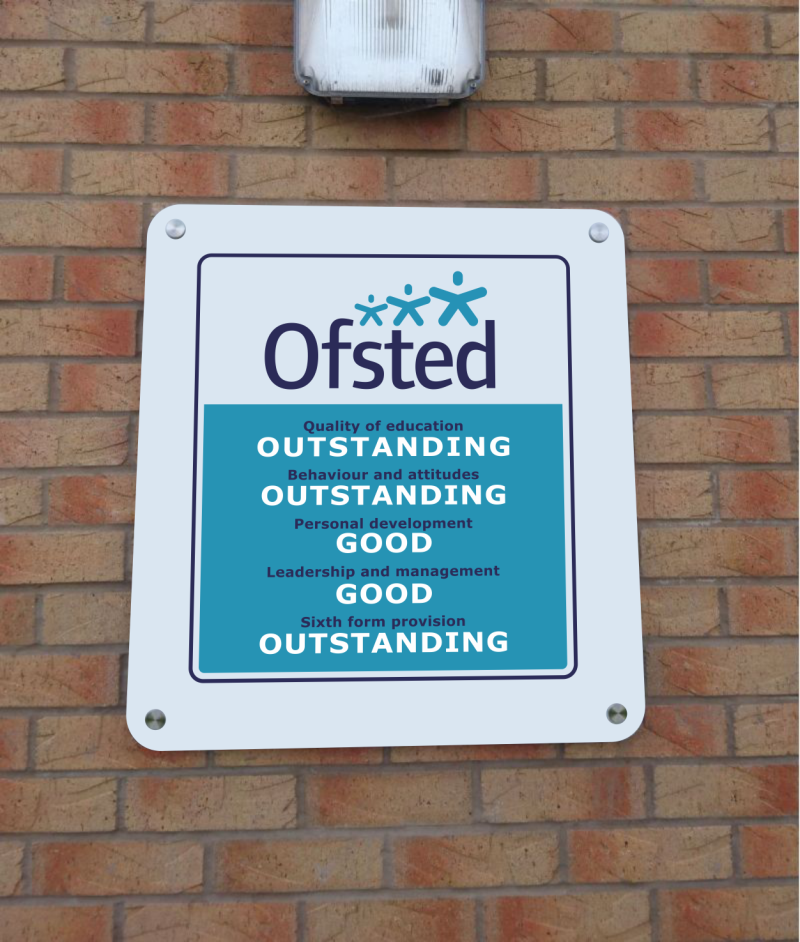 Ofsted
Quality of education
OUTSTANDING
Behaviour and attitudes
OUTSTANDING
Personal development
GOOD
Leadership and management
GOOD
Sixth form provision
OUTSTANDING